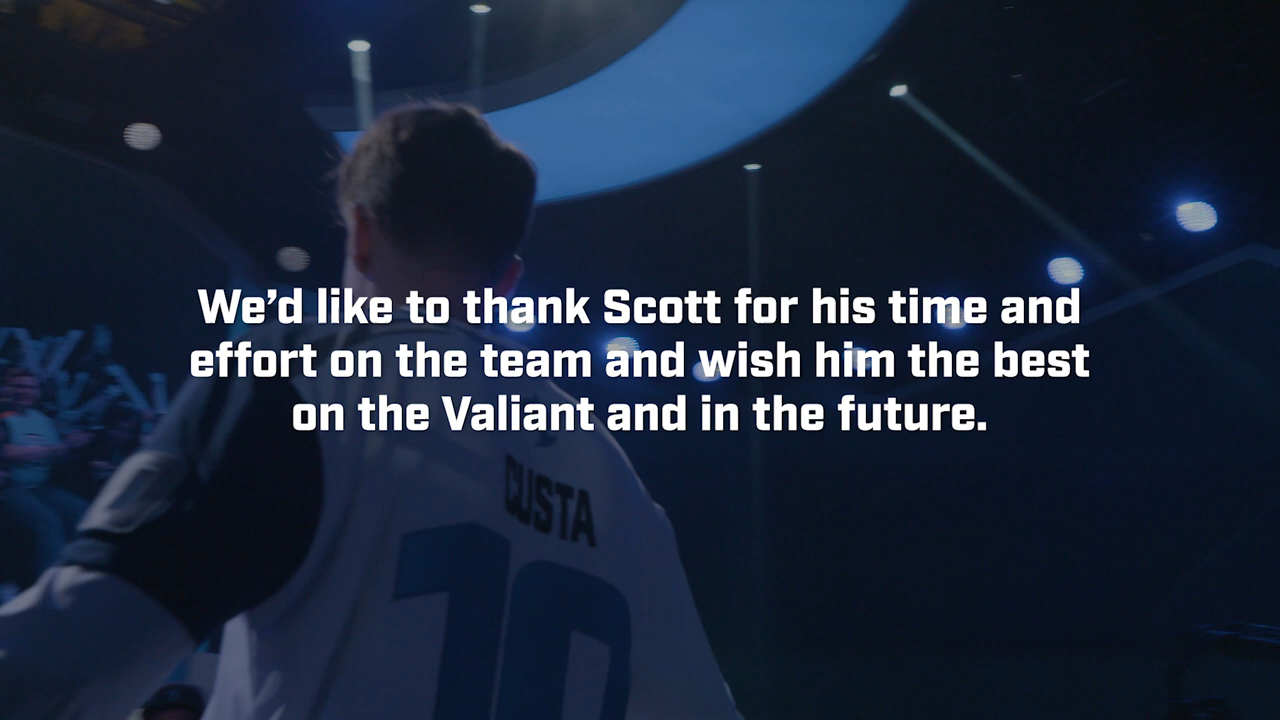 We’d like to thank Scott for his time and
effort on the team and wish him the best
on the Valiant and in the future.
CUSTA
10